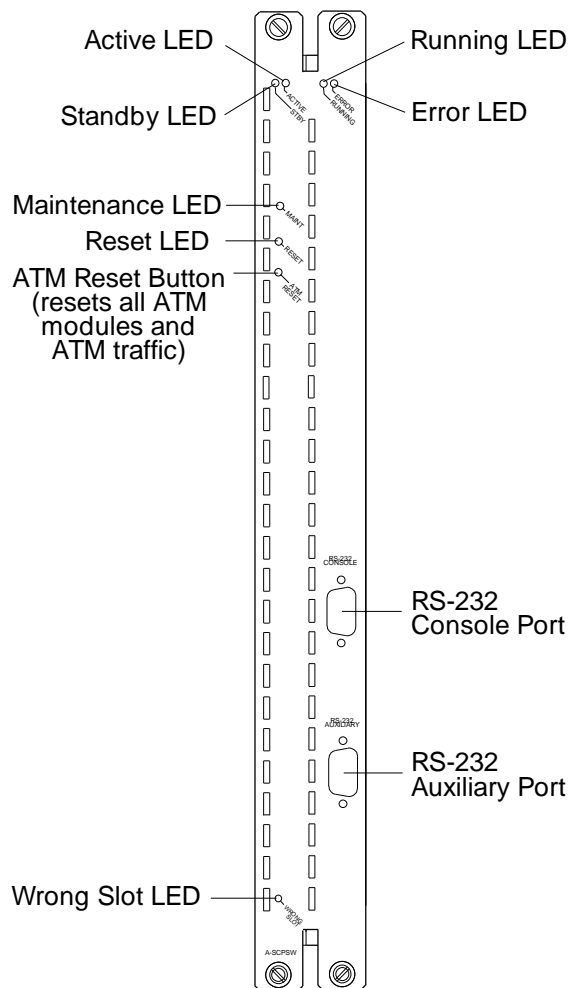 Active LED
Running LED
Standby LED
Error LED
ACTIVE
STBY
ERROR
RUNNING
Maintenance LED
MAINT
Reset LED
RESET
ATM Reset Button
(resets all ATM
modules and
ATM traffic)
ATM
RESET
RS-232
CONSOLE
RS-232
Console Port
RS-232
AUXILIARY
RS-232
Auxiliary Port
Wrong Slot LED
WRONG
SLOT
A-SCPSW